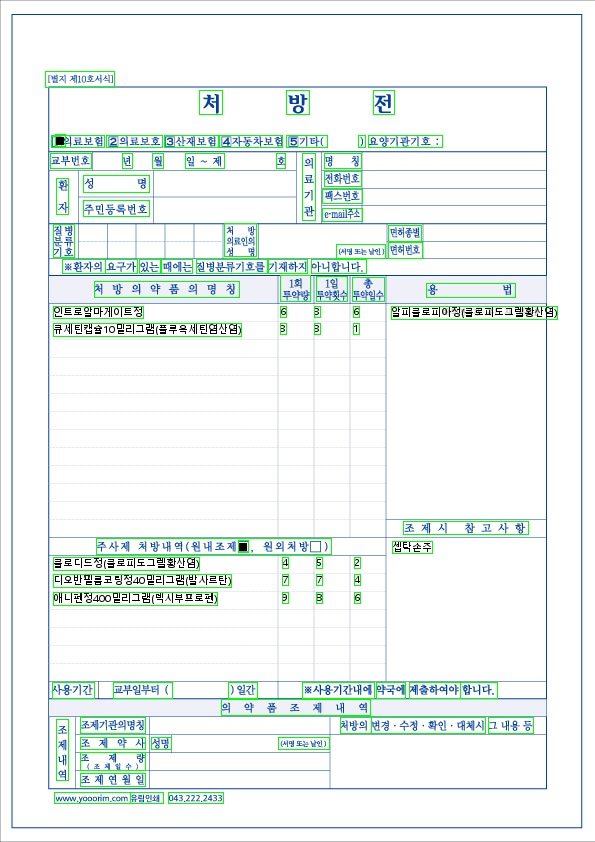 [별지 제10호서식]
처 방 전
■의료보험 2의료보호 3산재보험 4자동차보험 5기타( ) 요양기관기호 :
교부번호 년 월 일 ~ 제 호
의료기관
명 칭
전화번호
팩스번호
e-mail주소
환자
성 명
주민등록번호
질병분류기호
처 방 의료인의 성 명
(서명 또는 날인)
면허종별
면허번호
※환자의 요구가 있는 때에는 질병분류기호를 기재하지 아니합니다.
처 방 의 약 품 의 명 칭 1회 투약량 1일 투약횟수 총 투약일수 용 법
인트로알마게이트정 6 3 6 알피클로피아정(클로피도그렐황산염)
큐세틴캡슐10밀리그램(플루옥세틴염산염) 8 3 1
조 제 시 참 고 사 항
주사제 처방내역(원내조제■, 원외처방□) 셉탁손주
클로디드정(클로피도그렐황산염) 4 5 2
디오반필름코팅정40밀리그램(발사르탄) 7 7 4
애니펜정400밀리그램(덱시부프로펜) 9 8 6
사용기간 교부일부터 ( ) 일간 ※사용기간내에 약국에 제출하여야 합니다.
의 약 품 조 제 내 역
조제내역
조제기관의명칭 처방의 변경 · 수정 · 확인 · 대체시 그 내용 등
조 제 약 사 성명 (서명 또는 날인)
조 제 량
( 조 제 일 수 )
조 제 연 월 일
www.yooorim.com 유림인쇄 043.222.2433